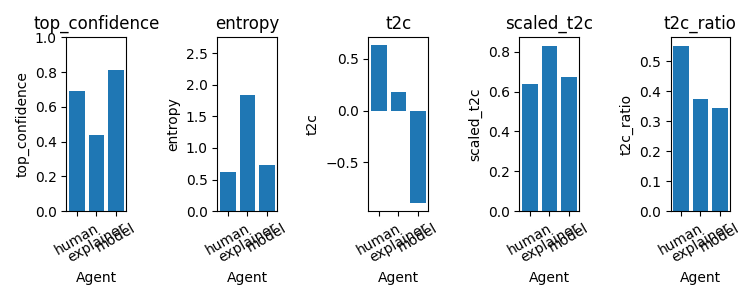 top_confidence
entropy
t2c
scaled_t2c
t2c_ratio
top_confidence
1.0
0.8
0.6
0.4
0.2
0.0
human
explainer
model
Agent
entropy
2.5
2.0
1.5
1.0
0.5
0.0
human
explainer
model
Agent
t2c
0.5
0.0
−0.5
human
explainer
model
Agent
scaled_t2c
0.8
0.6
0.4
0.2
0.0
human
explainer
model
Agent
t2c_ratio
0.5
0.4
0.3
0.2
0.1
0.0
human
explainer
model
Agent